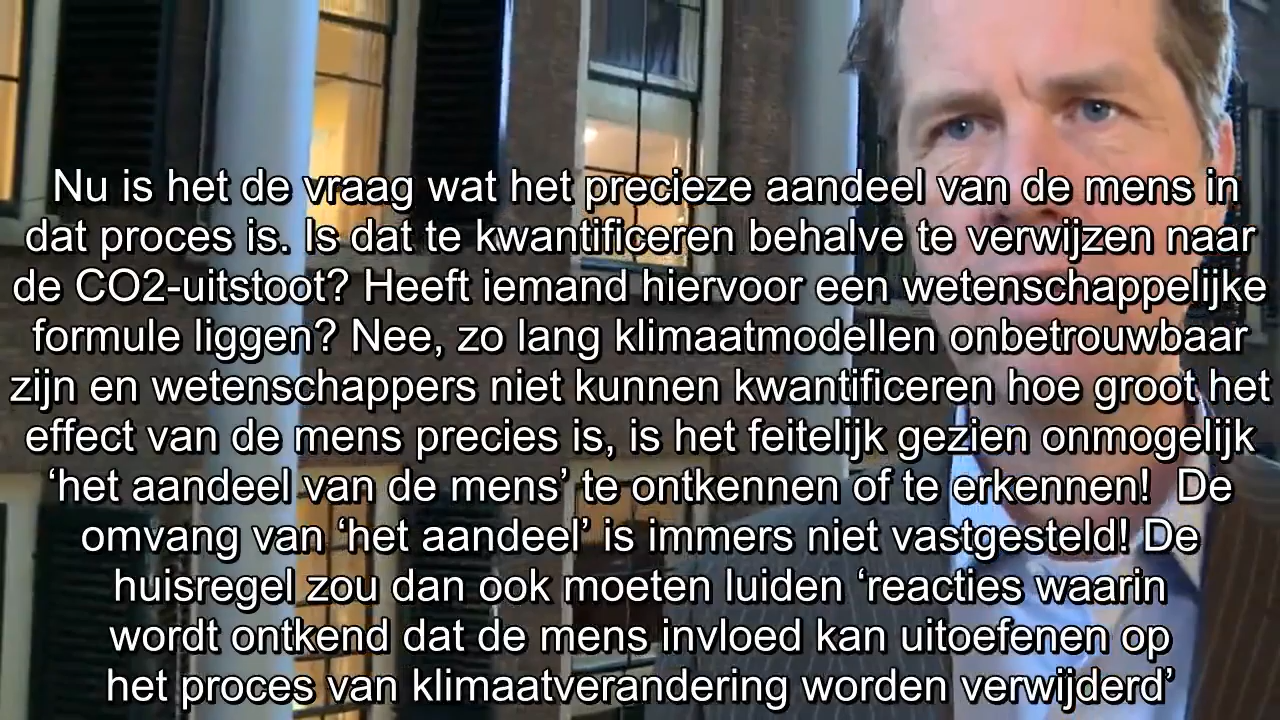 Nu is het de vraag wat het precieze aandeel van de mens in
dat proces is. Is dat te kwantificeren behalve te verwijzen naar
de CO2-uitstoot? Heeft iemand hiervoor een wetenschappelijke
formule liggen? Nee, zo lang klimaatmodellen onbetrouwbaar
zijn en wetenschappers niet kunnen kwantificeren hoe groot het
effect van de mens precies is, is het feitelijk gezien onmogelijk
‘het aandeel van de mens’ te ontkennen of te erkennen!  De
omvang van ‘het aandeel’ is immers niet vastgesteld! De
huisregel zou dan ook moeten luiden ‘reacties waarin
wordt ontkend dat de mens invloed kan uitoefenen op
het proces van klimaatverandering worden verwijderd’